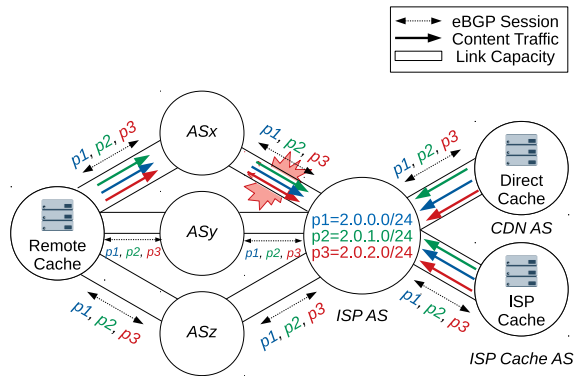 eBGP Session
Content Traffic
Link Capacity
ASx
p1, p2, p3
p1, p2, p3
p1, p2, p3
Direct
Cache
CDN AS
Remote
Cache
ASy
p1, p2, p3
p1, p2, p3
p1=2.0.0.0/24
p2=2.0.1.0/24
p3=2.0.2.0/24
ISP AS
p1, p2, p3
ASz
p1, p2, p3
p1, p2, p3
ISP
Cache
ISP Cache AS